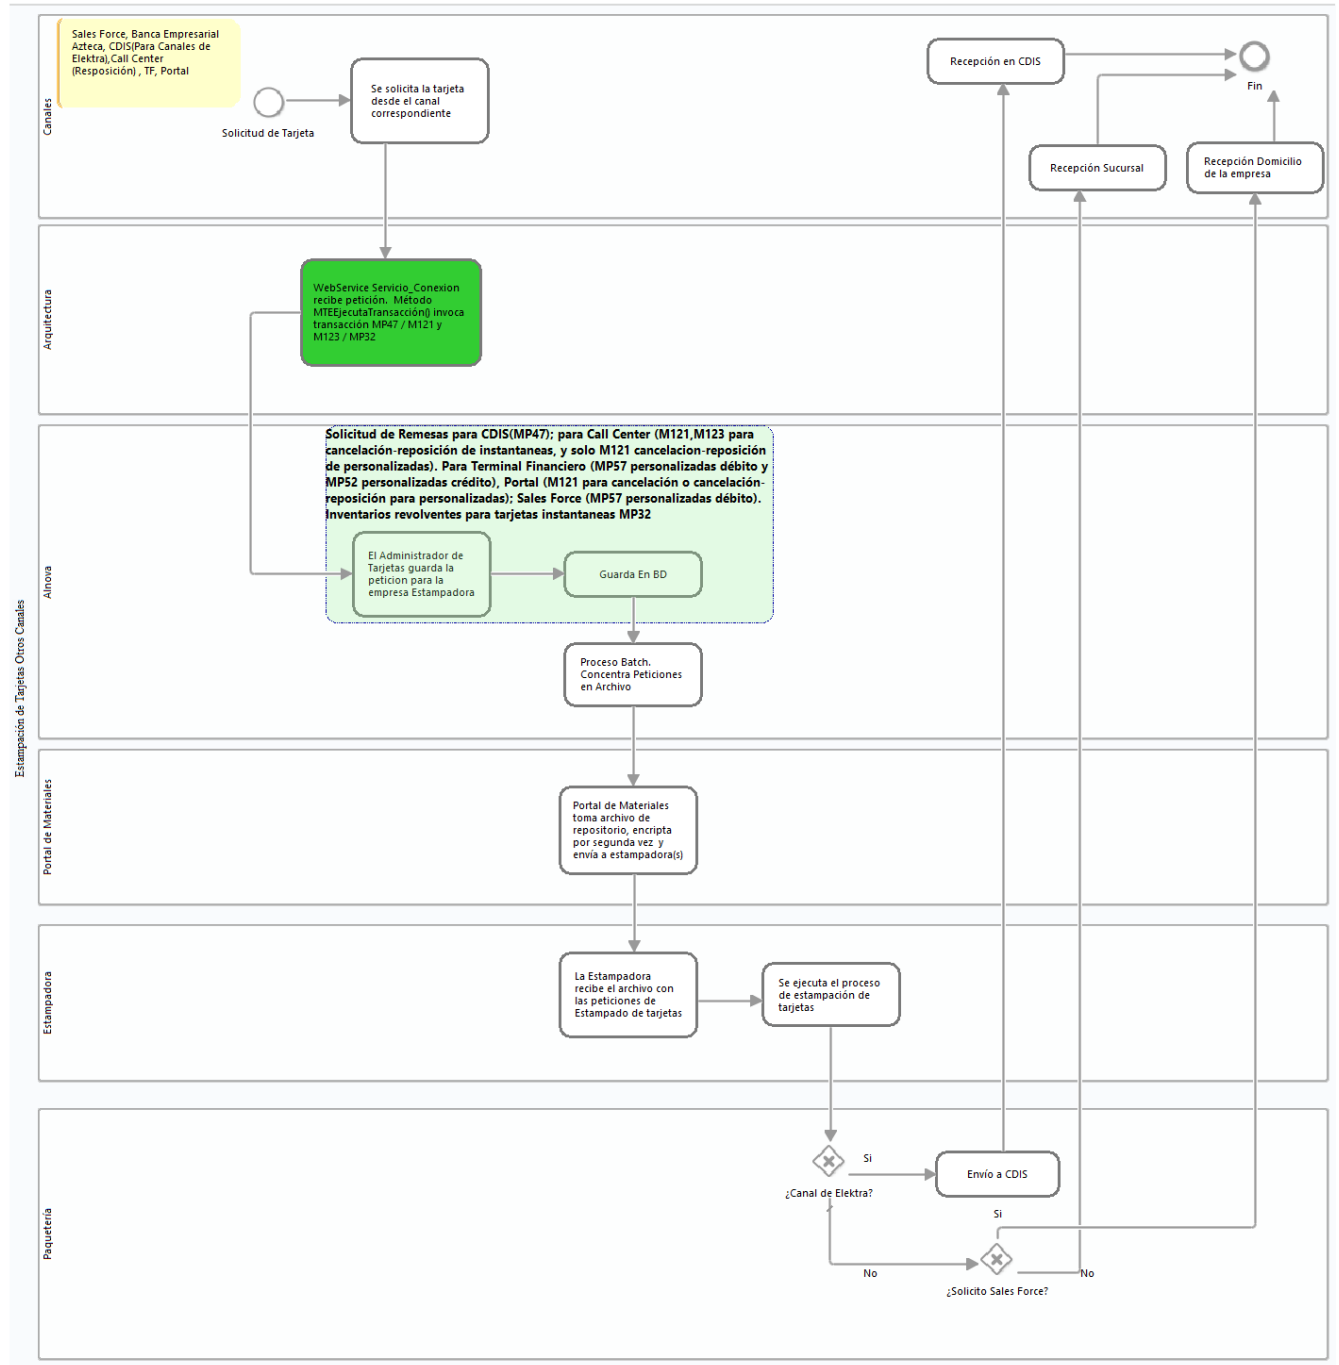 Sales Force, Banca Empresarial
Azteca, CDIS(Para Canales de
Elektra),Call Center
(Resposición) , TF, Portal
Solicitud de Tarjeta
Se solicita la tarjeta
desde el canal
correspondiente
Recepción en CDIS
Fin
Recepción Sucursal
Recepción Domicilio
de la empresa
Canales
WebService Servicio_Conexion
recibe petición. Método
MTEEjecutaTransacción() invoca
transacción MP47 / M121 y
M123 / MP32
Arquitectura
Solicitud de Remesas para CDIS(MP47); para Call Center (M121,M123 para
cancelación-reposición de instantaneas, y solo M121 cancelacion-reposición
de personalizadas). Para Terminal Financiero (MP57 personalizadas débito y
MP52 personalizadas crédito), Portal (M121 para cancelación o cancelación-
reposición para personalizadas); Sales Force (MP57 personalizadas débito).
Inventarios revolventes para tarjetas instantaneas MP32
El Administrador de
Tarjetas guarda la
peticion para la
empresa Estampadora
Guarda En BD
Proceso Batch.
Concentra Peticiones
en Archivo
Alnova
Estampación de Tarjetas Otros Canales
Portal de Materiales
toma archivo de
repositorio, encripta
por segunda vez y
envía a estampadora(s)
Portal de Materiales
La Estampadora
recibe el archivo con
las peticiones de
Estampado de tarjetas
Se ejecuta el proceso
de estampación de
tarjetas
Estampadora
Si
¿Canal de Elektra?
Envío a CDIS
Si
No
No
¿Solicito Sales Force?
Paquetería